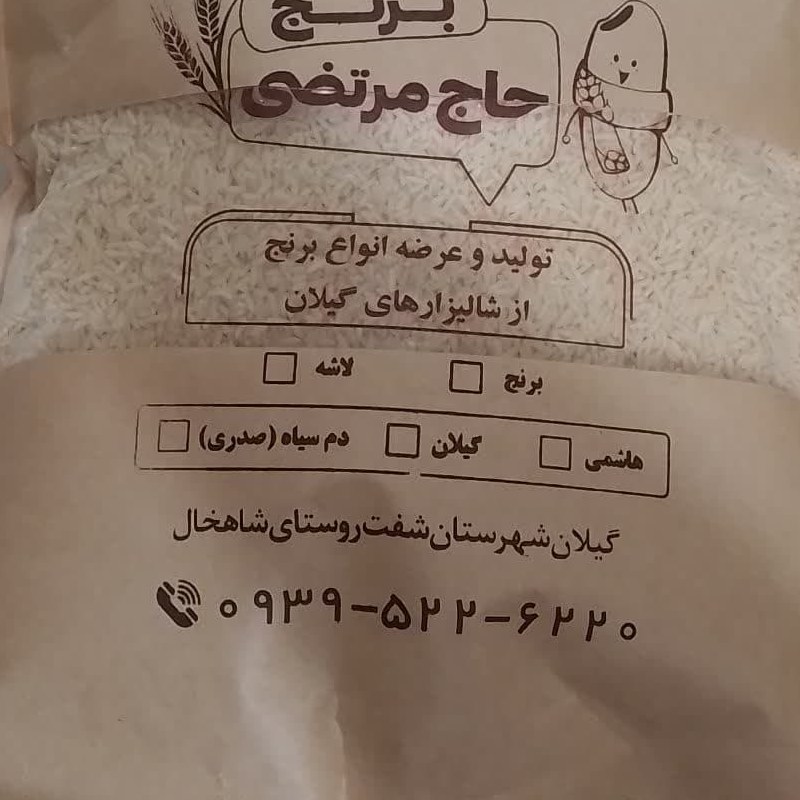 برنج
حاج مرتضی
تولید و عرضه انواع برنج
از شالیزارهای گیلان
برنج لاشه
هاشمی گیلان دم سیاه (صدری)
گیلان شهرستان شفت روستای شاهخال
۰۹۳۹-۵۲۲-۶۲۲۰